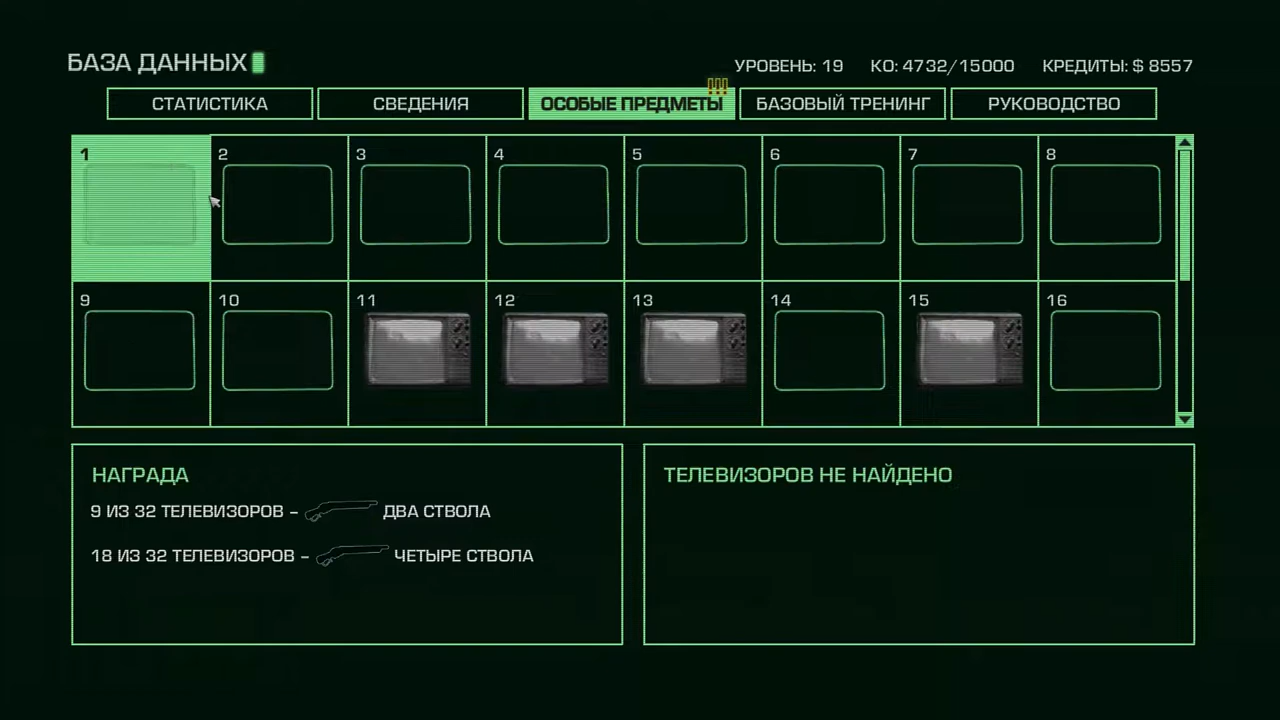 БАЗА ДАННЫХ
УРОВЕНЬ: 19 КО: 4732/15000 КРЕДИТЫ: $ 8557
!!!
СТАТИСТИКА СВЕДЕНИЯ ОСОБЫЕ ПРЕДМЕТЫ БАЗОВЫЙ ТРЕНИНГ РУКОВОДСТВО
1 2 3 4 5 6 7 8
9 10 11 12 13 14 15 16
НАГРАДА
9 ИЗ 32 ТЕЛЕВИЗОРОВ – ДВА СТВОЛА
18 ИЗ 32 ТЕЛЕВИЗОРОВ – ЧЕТЫРЕ СТВОЛА
ТЕЛЕВИЗОРОВ НЕ НАЙДЕНО